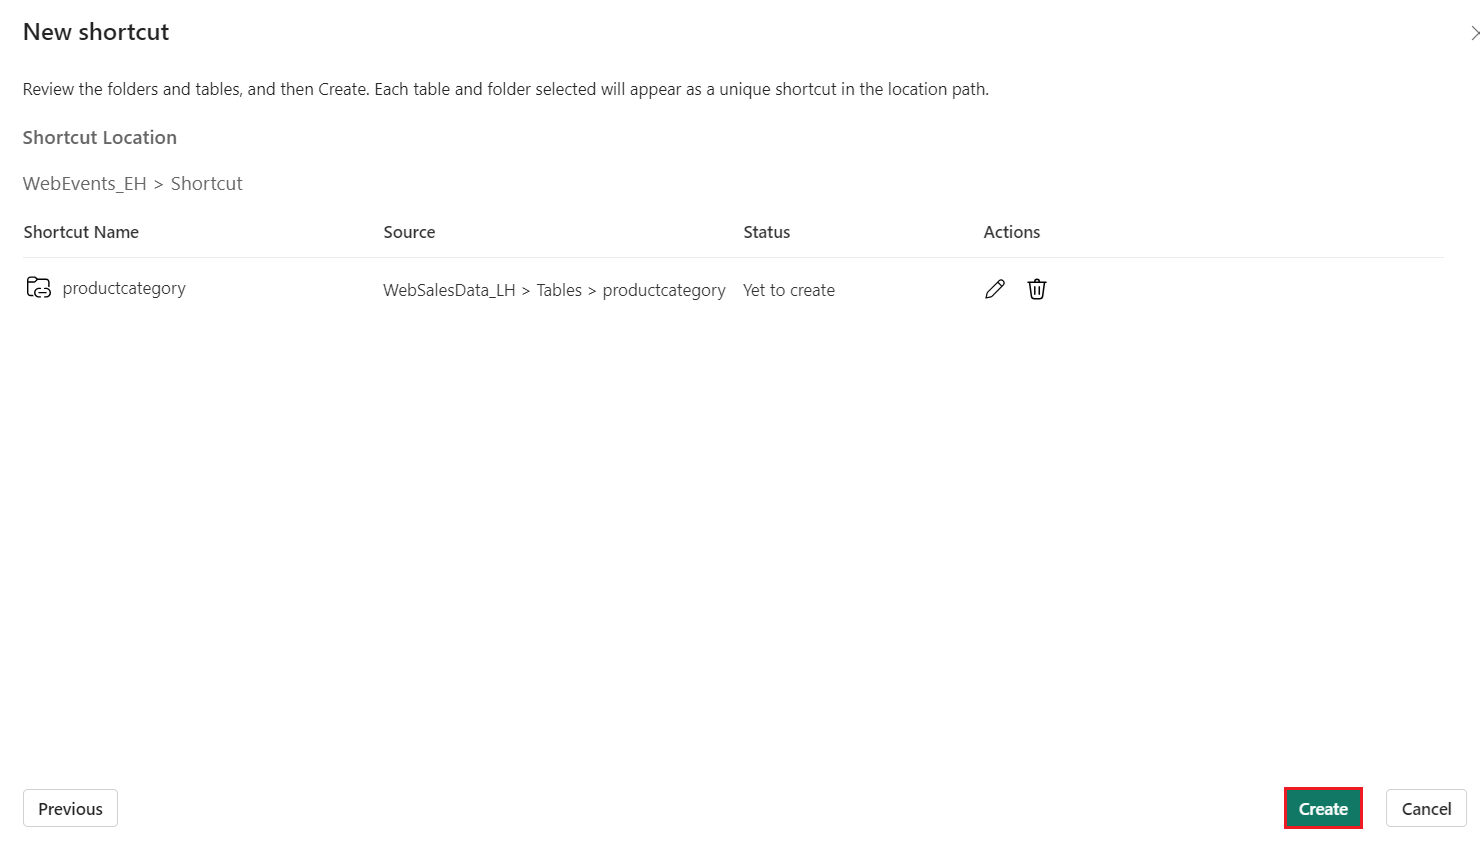 New shortcut
Review the folders and tables, and then Create. Each table and folder selected will appear as a unique shortcut in the location path.
Shortcut Location
WebEvents_EH > Shortcut
Shortcut Name Source Status Actions
productcategory WebSalesData_LH > Tables > productcategory Yet to create
Previous Create Cancel